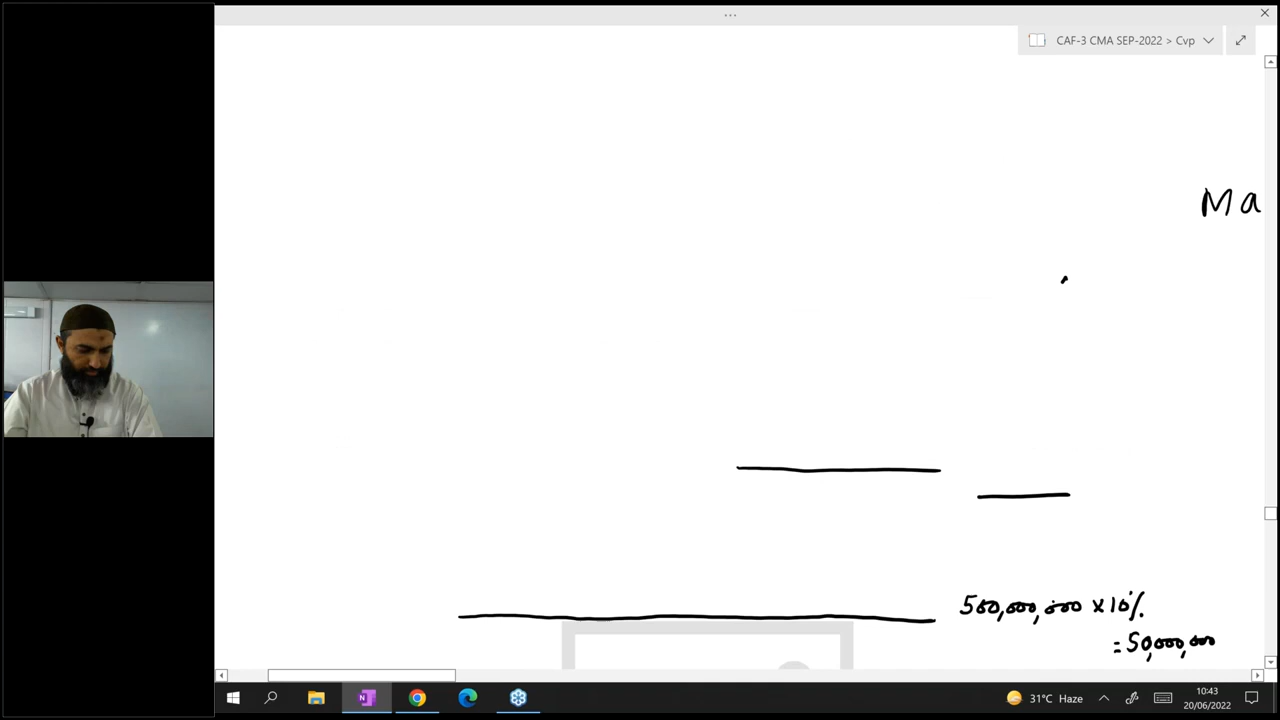 CAF-3 CMA SEP-2022 > Cvp
Ma
500,000,000 x 10%
= 50,000,000
31°C Haze
10:43
20/06/2022